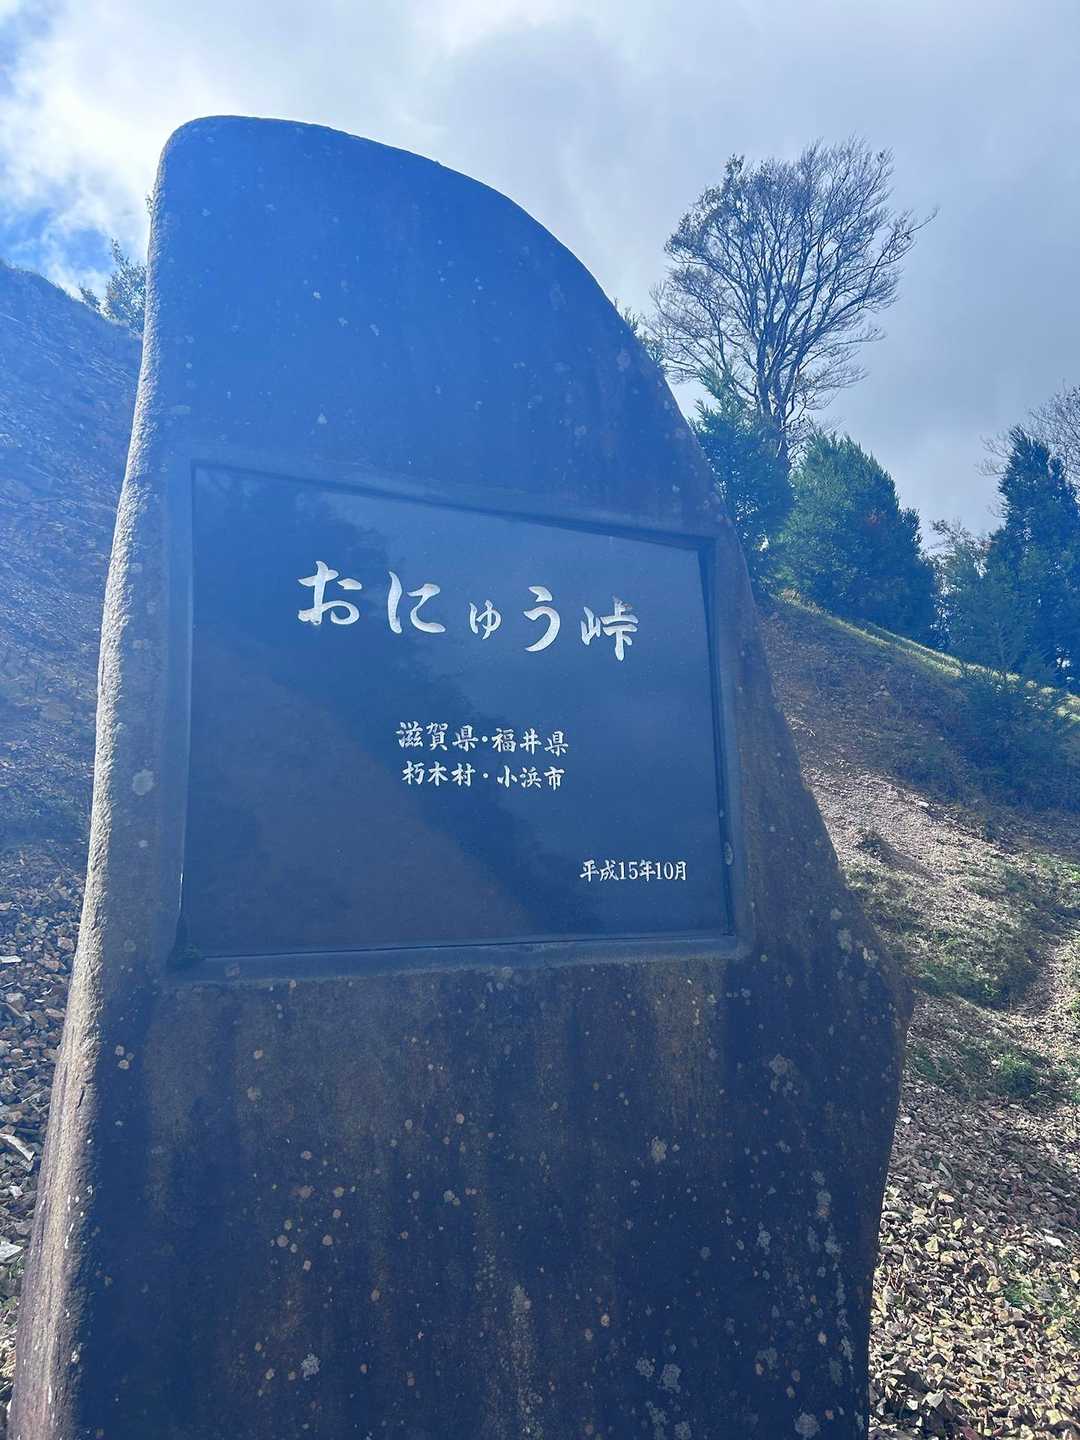 おにゅう峠
滋賀県・福井県
朽木村・小浜市
平成15年10月